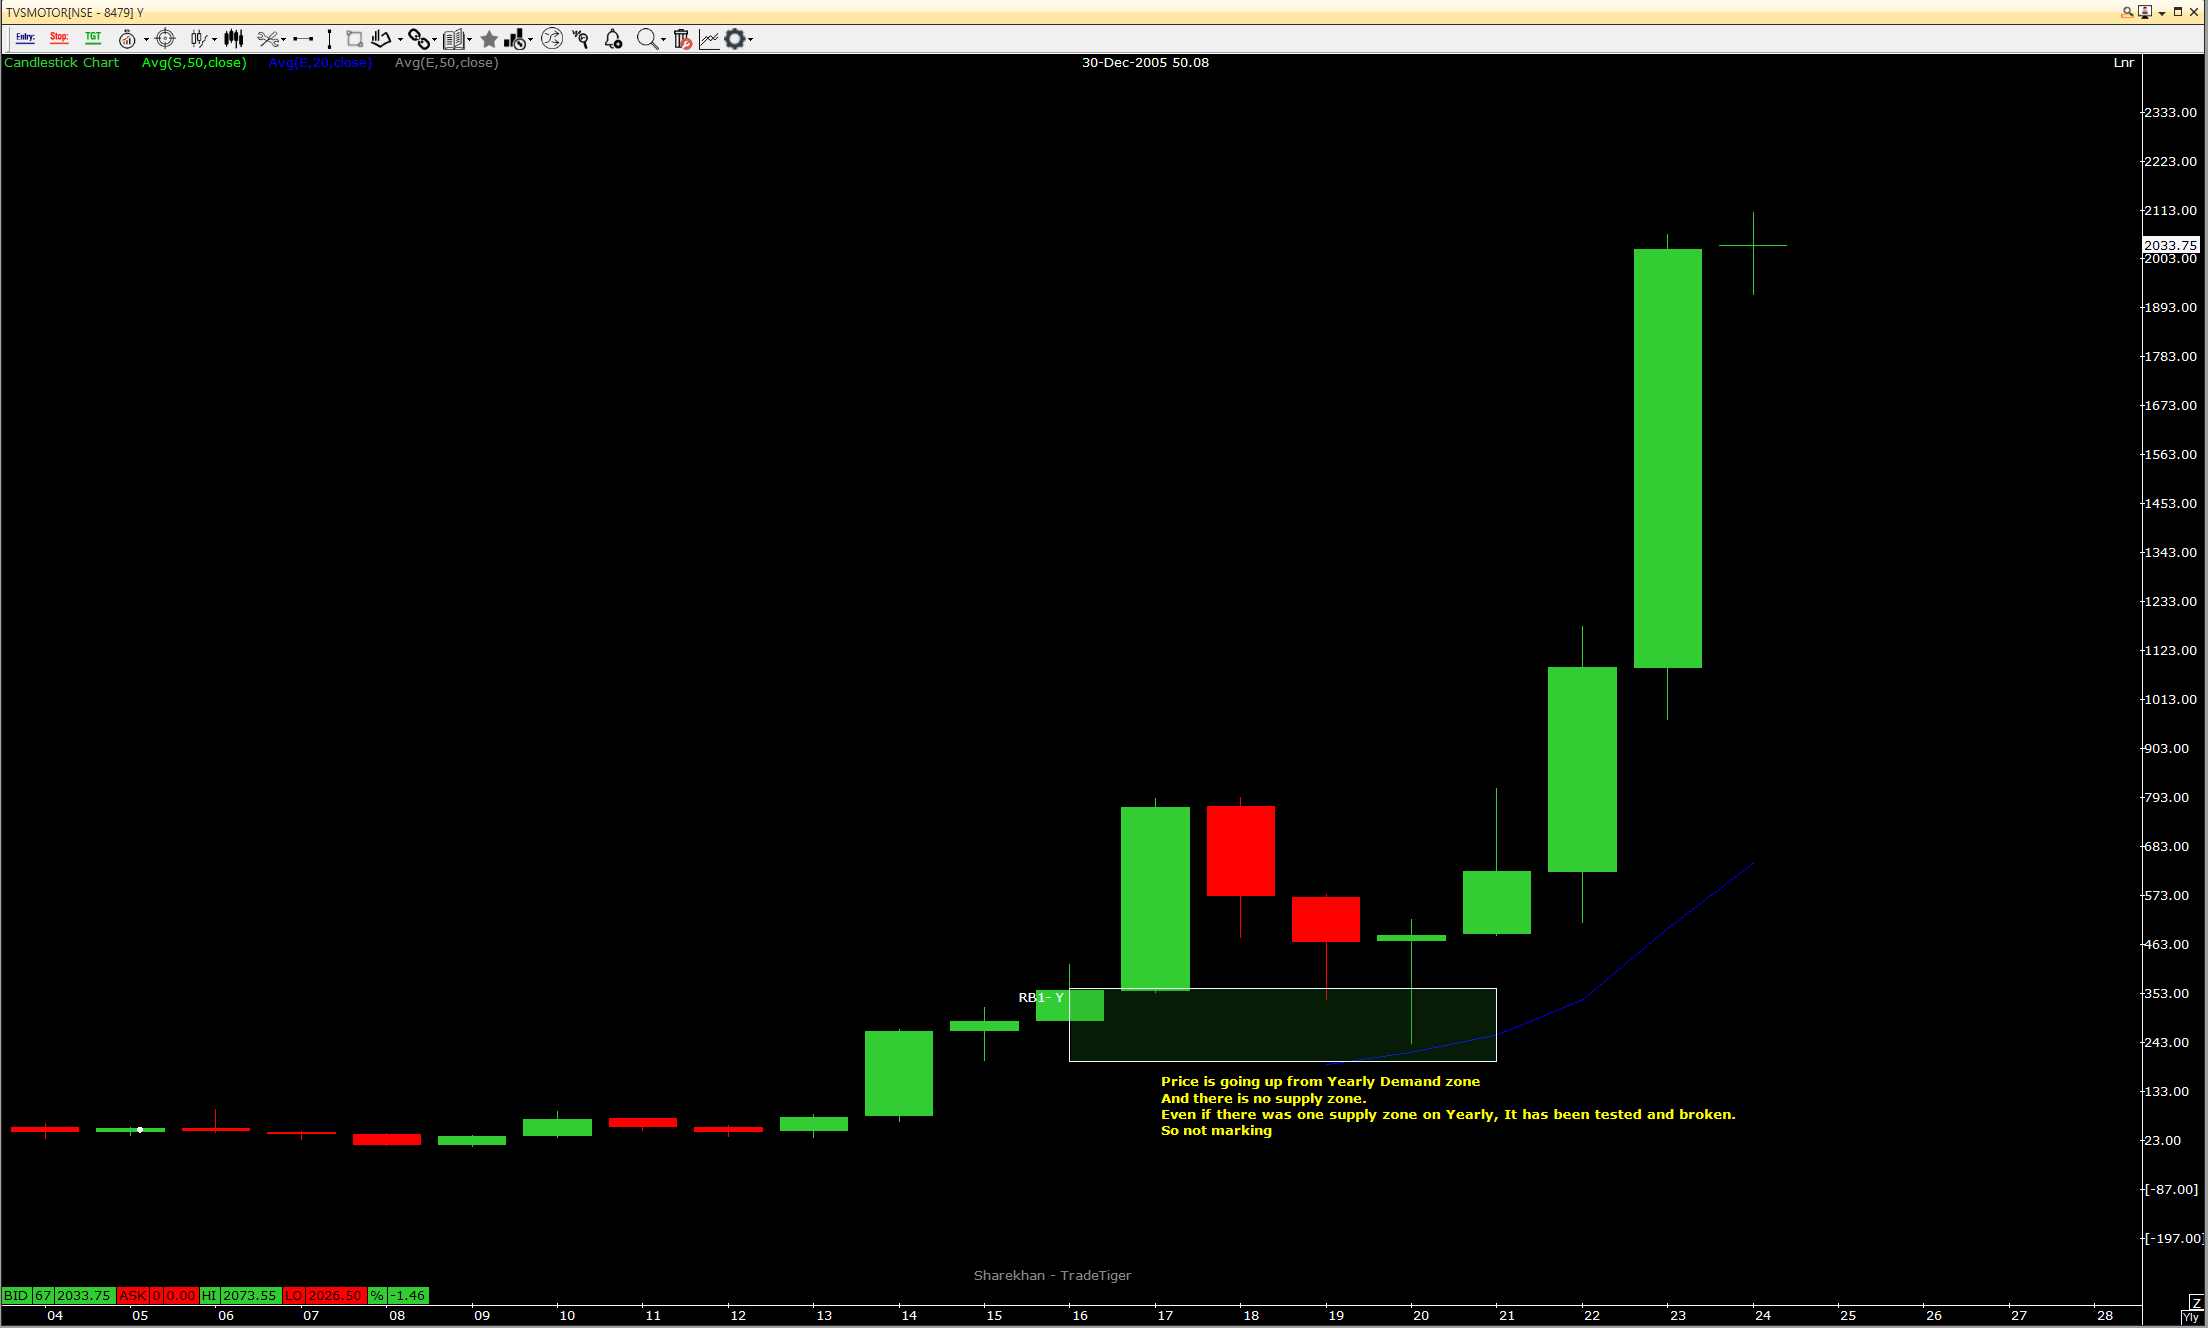 TVSMOTOR[NSE - 8479] Y
Entry: Stop: TGT
Candlestick Chart Avg(S,50,close) Avg(E,20,close) Avg(E,50,close) 30-Dec-2005 50.08 Lnr
2333.00
2223.00
2113.00
2033.75
2003.00
1893.00
1783.00
1673.00
1563.00
1453.00
1343.00
1233.00
1123.00
1013.00
903.00
793.00
683.00
573.00
463.00
RB1- Y
353.00
243.00
Price is going up from Yearly Demand zone
And there is no supply zone.
Even if there was one supply zone on Yearly, It has been tested and broken.
So not marking
133.00
23.00
[-87.00]
[-197.00]
Sharekhan - TradeTiger
BID 67 2033.75 ASK 0 0.00 HI 2073.55 LO 2026.50 % -1.46
Z
04 05 06 07 08 09 10 11 12 13 14 15 16 17 18 19 20 21 22 23 24 25 26 27 28 Yly